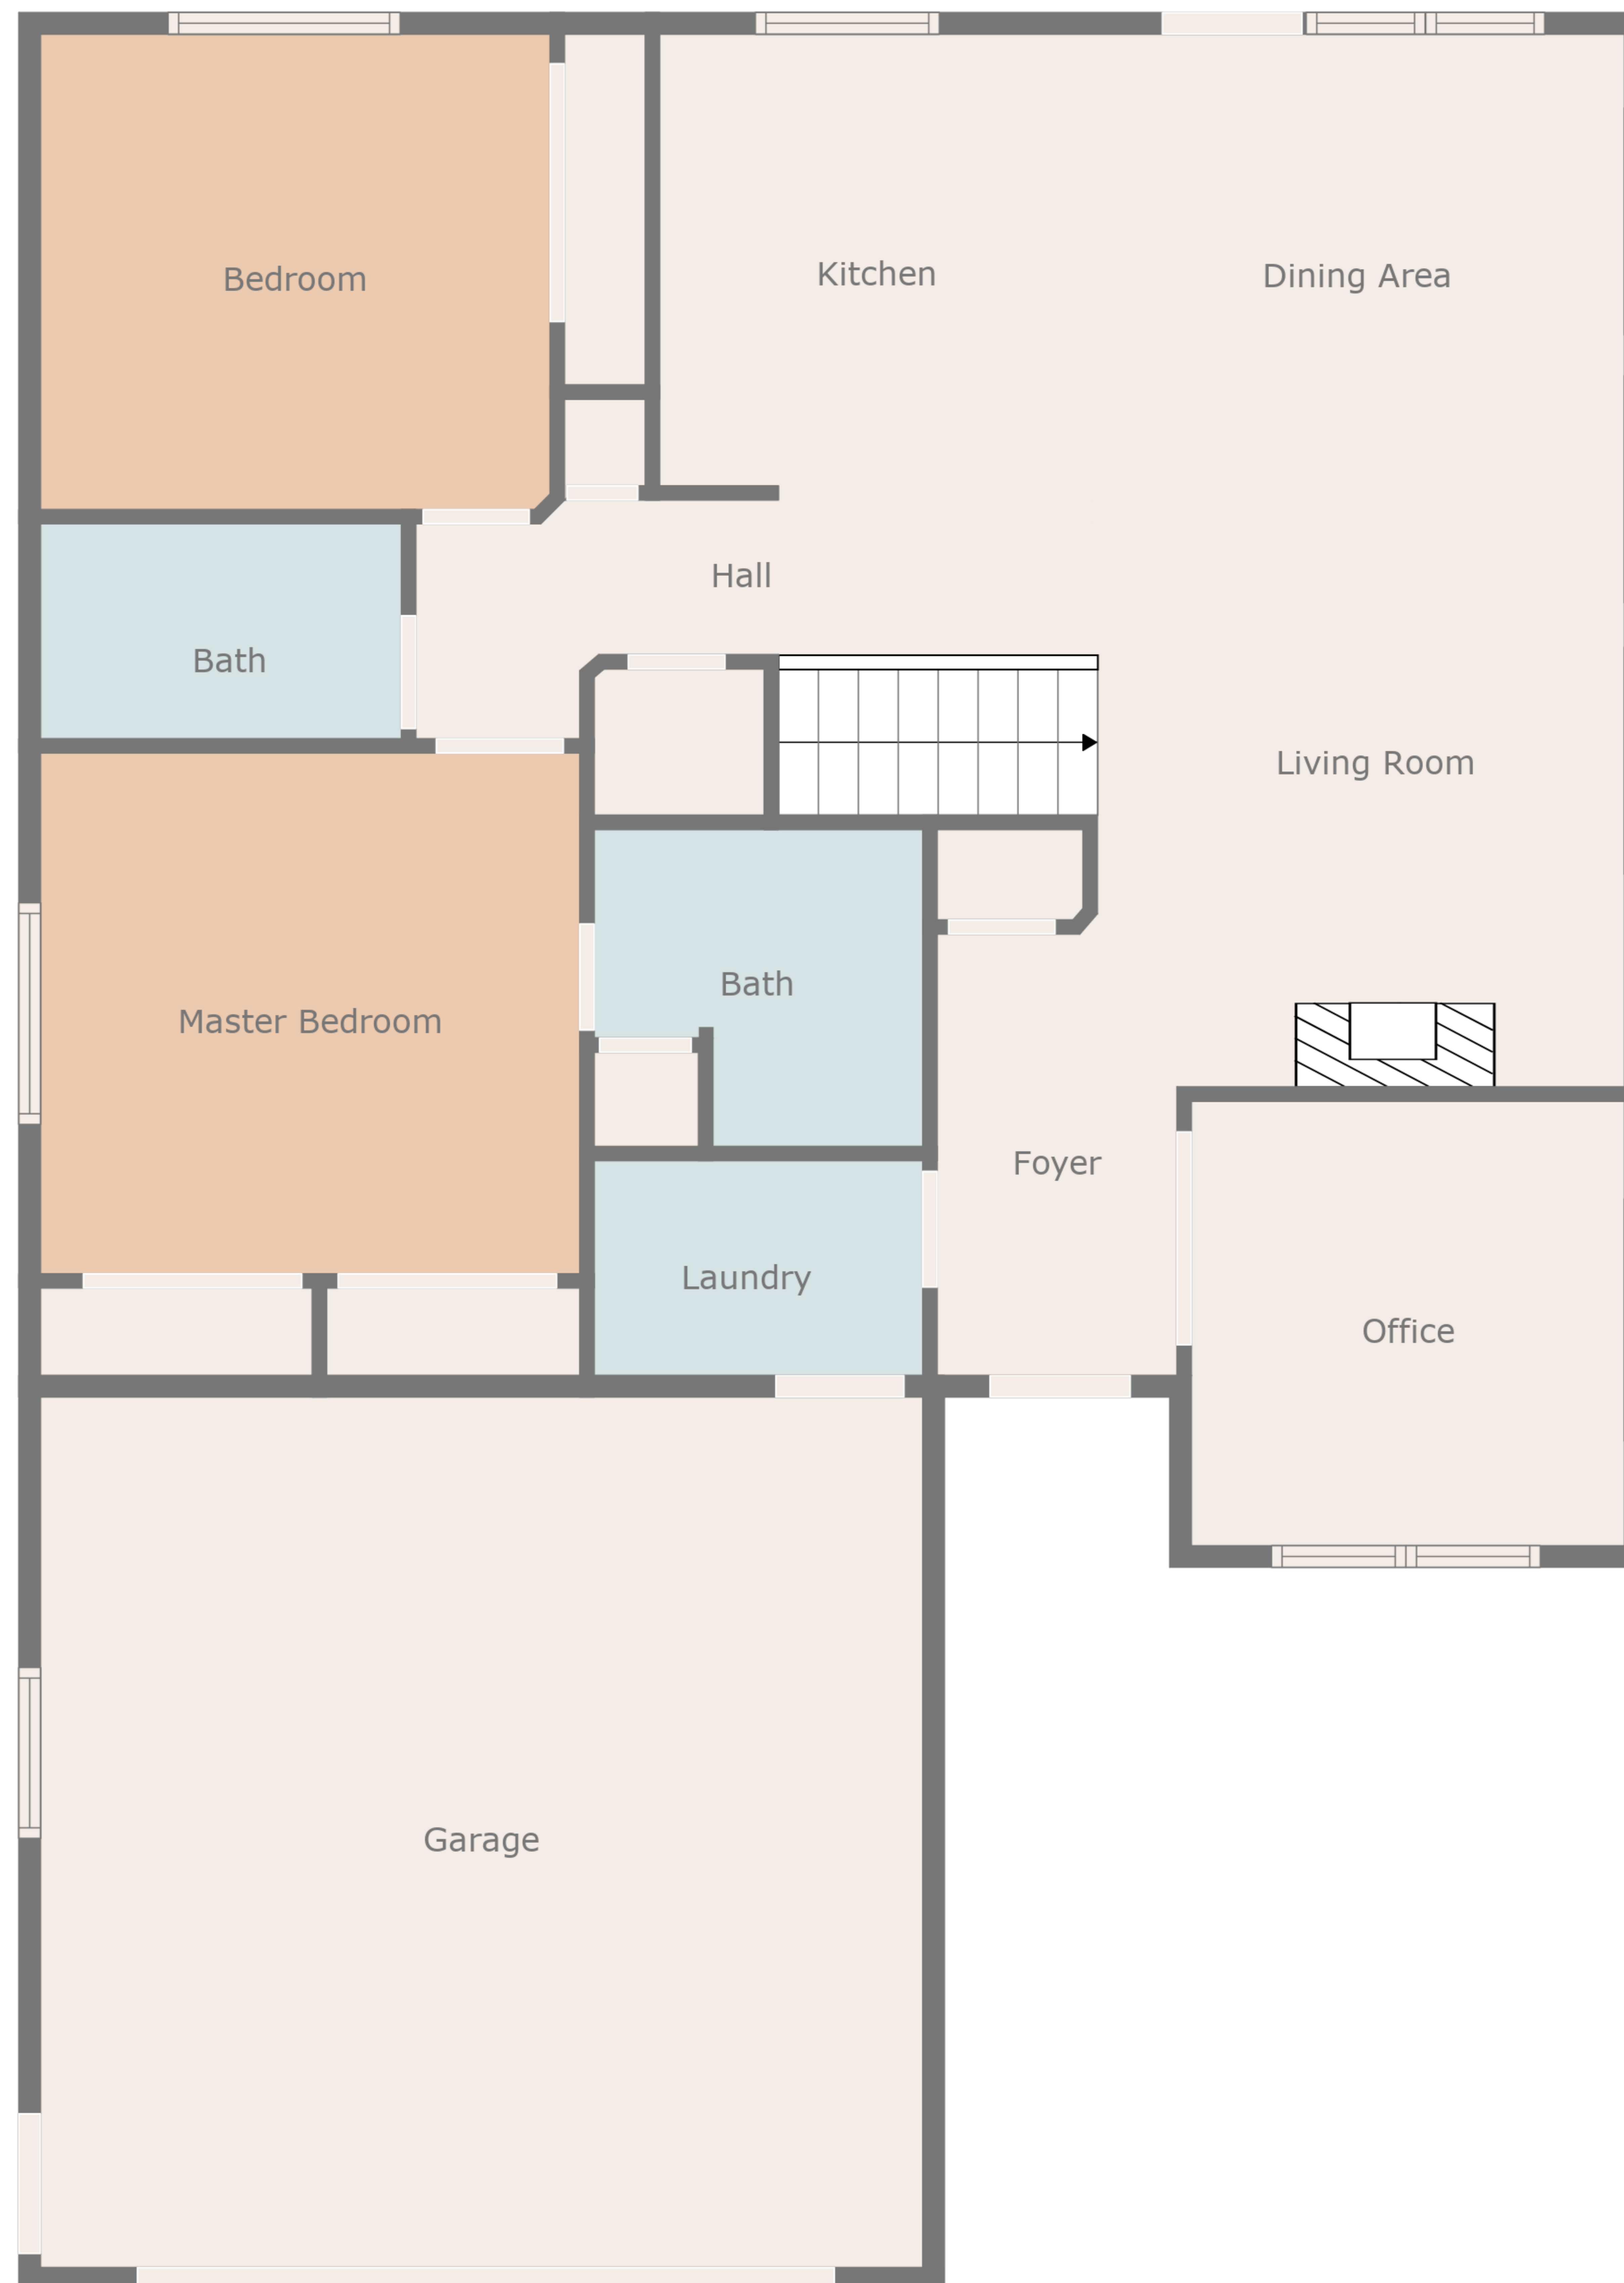 Bedroom
Kitchen
Dining Area
Hall
Bath
Living Room
Bath
Master Bedroom
Foyer
Laundry
Office
Garage